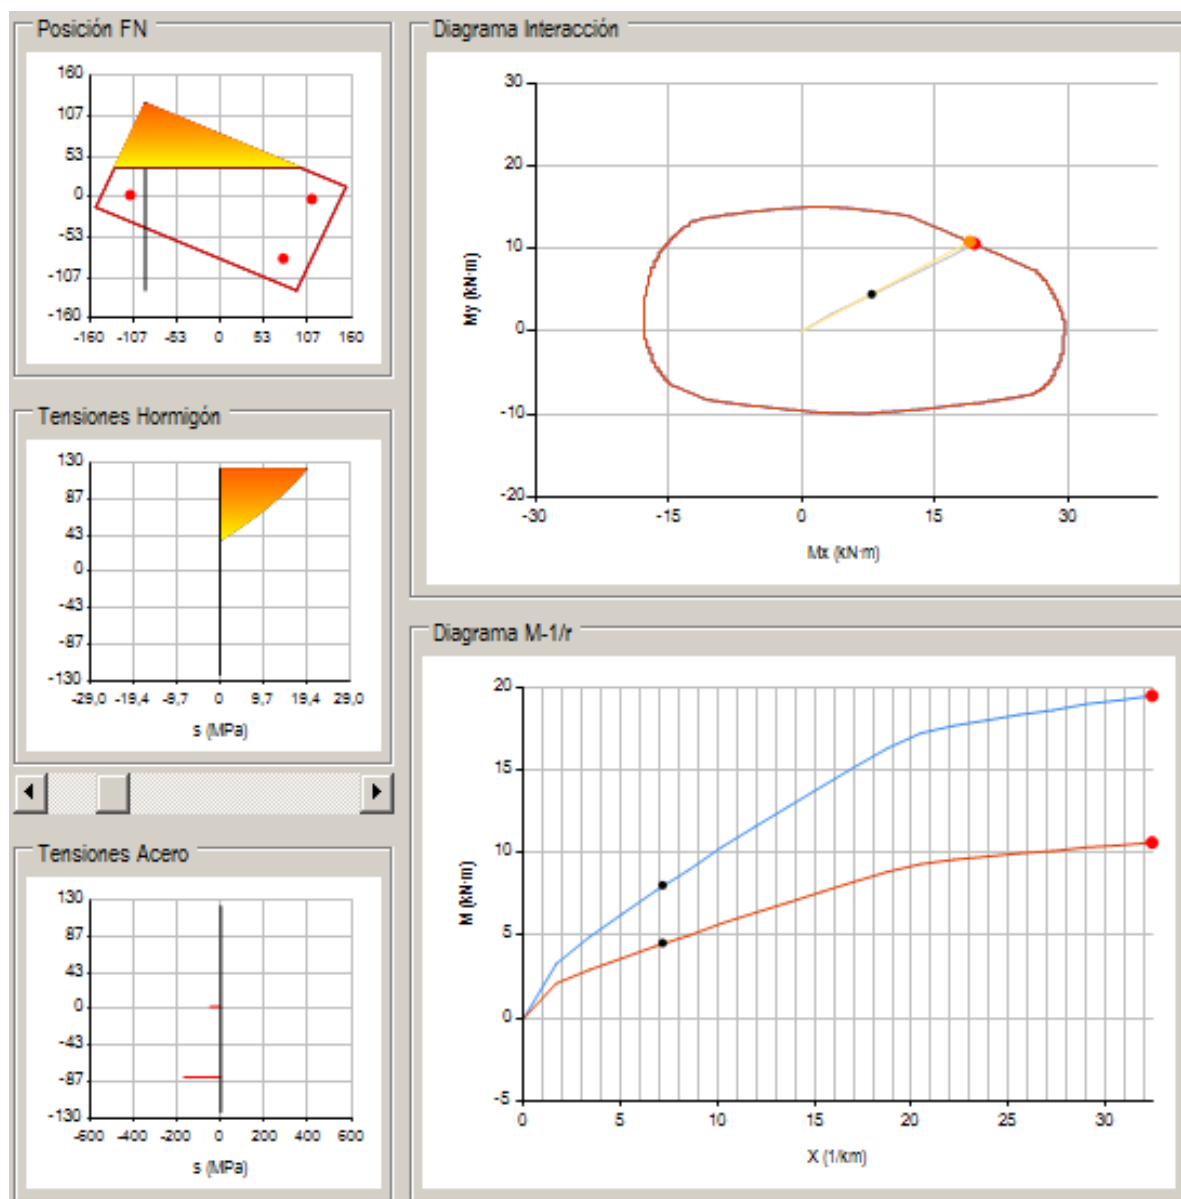 Posición FN
160
107
53
0
-53
-107
-160
-160 -107 -53 0 53 107 160
Tensiones Hormigón
130
87
43
0
-43
-87
-130
-29,0 -19,4 -9,7 0 9,7 19,4 29,0
s (MPa)
Tensiones Acero
130
87
43
0
-43
-87
-130
-600 -400 -200 0 200 400 600
s (MPa)
Diagrama Interacción
My (kN·m)
30
20
10
0
-10
-20
-30 -15 0 15 30
Mx (kN·m)
Diagrama M-1/r
M (kN·m)
20
15
10
5
0
-5
0 5 10 15 20 25 30
X (1/km)